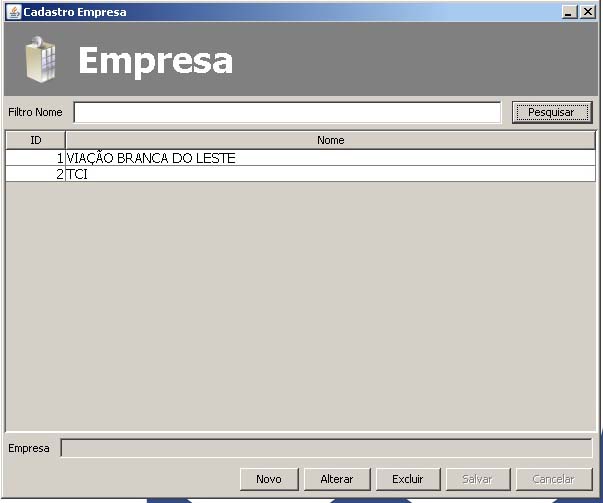 Cadastro Empresa
Empresa
Filtro Nome Pesquisar
ID Nome
1 VIAÇÃO BRANCA DO LESTE
2 TCI
Empresa
Novo Alterar Excluir Salvar Cancelar